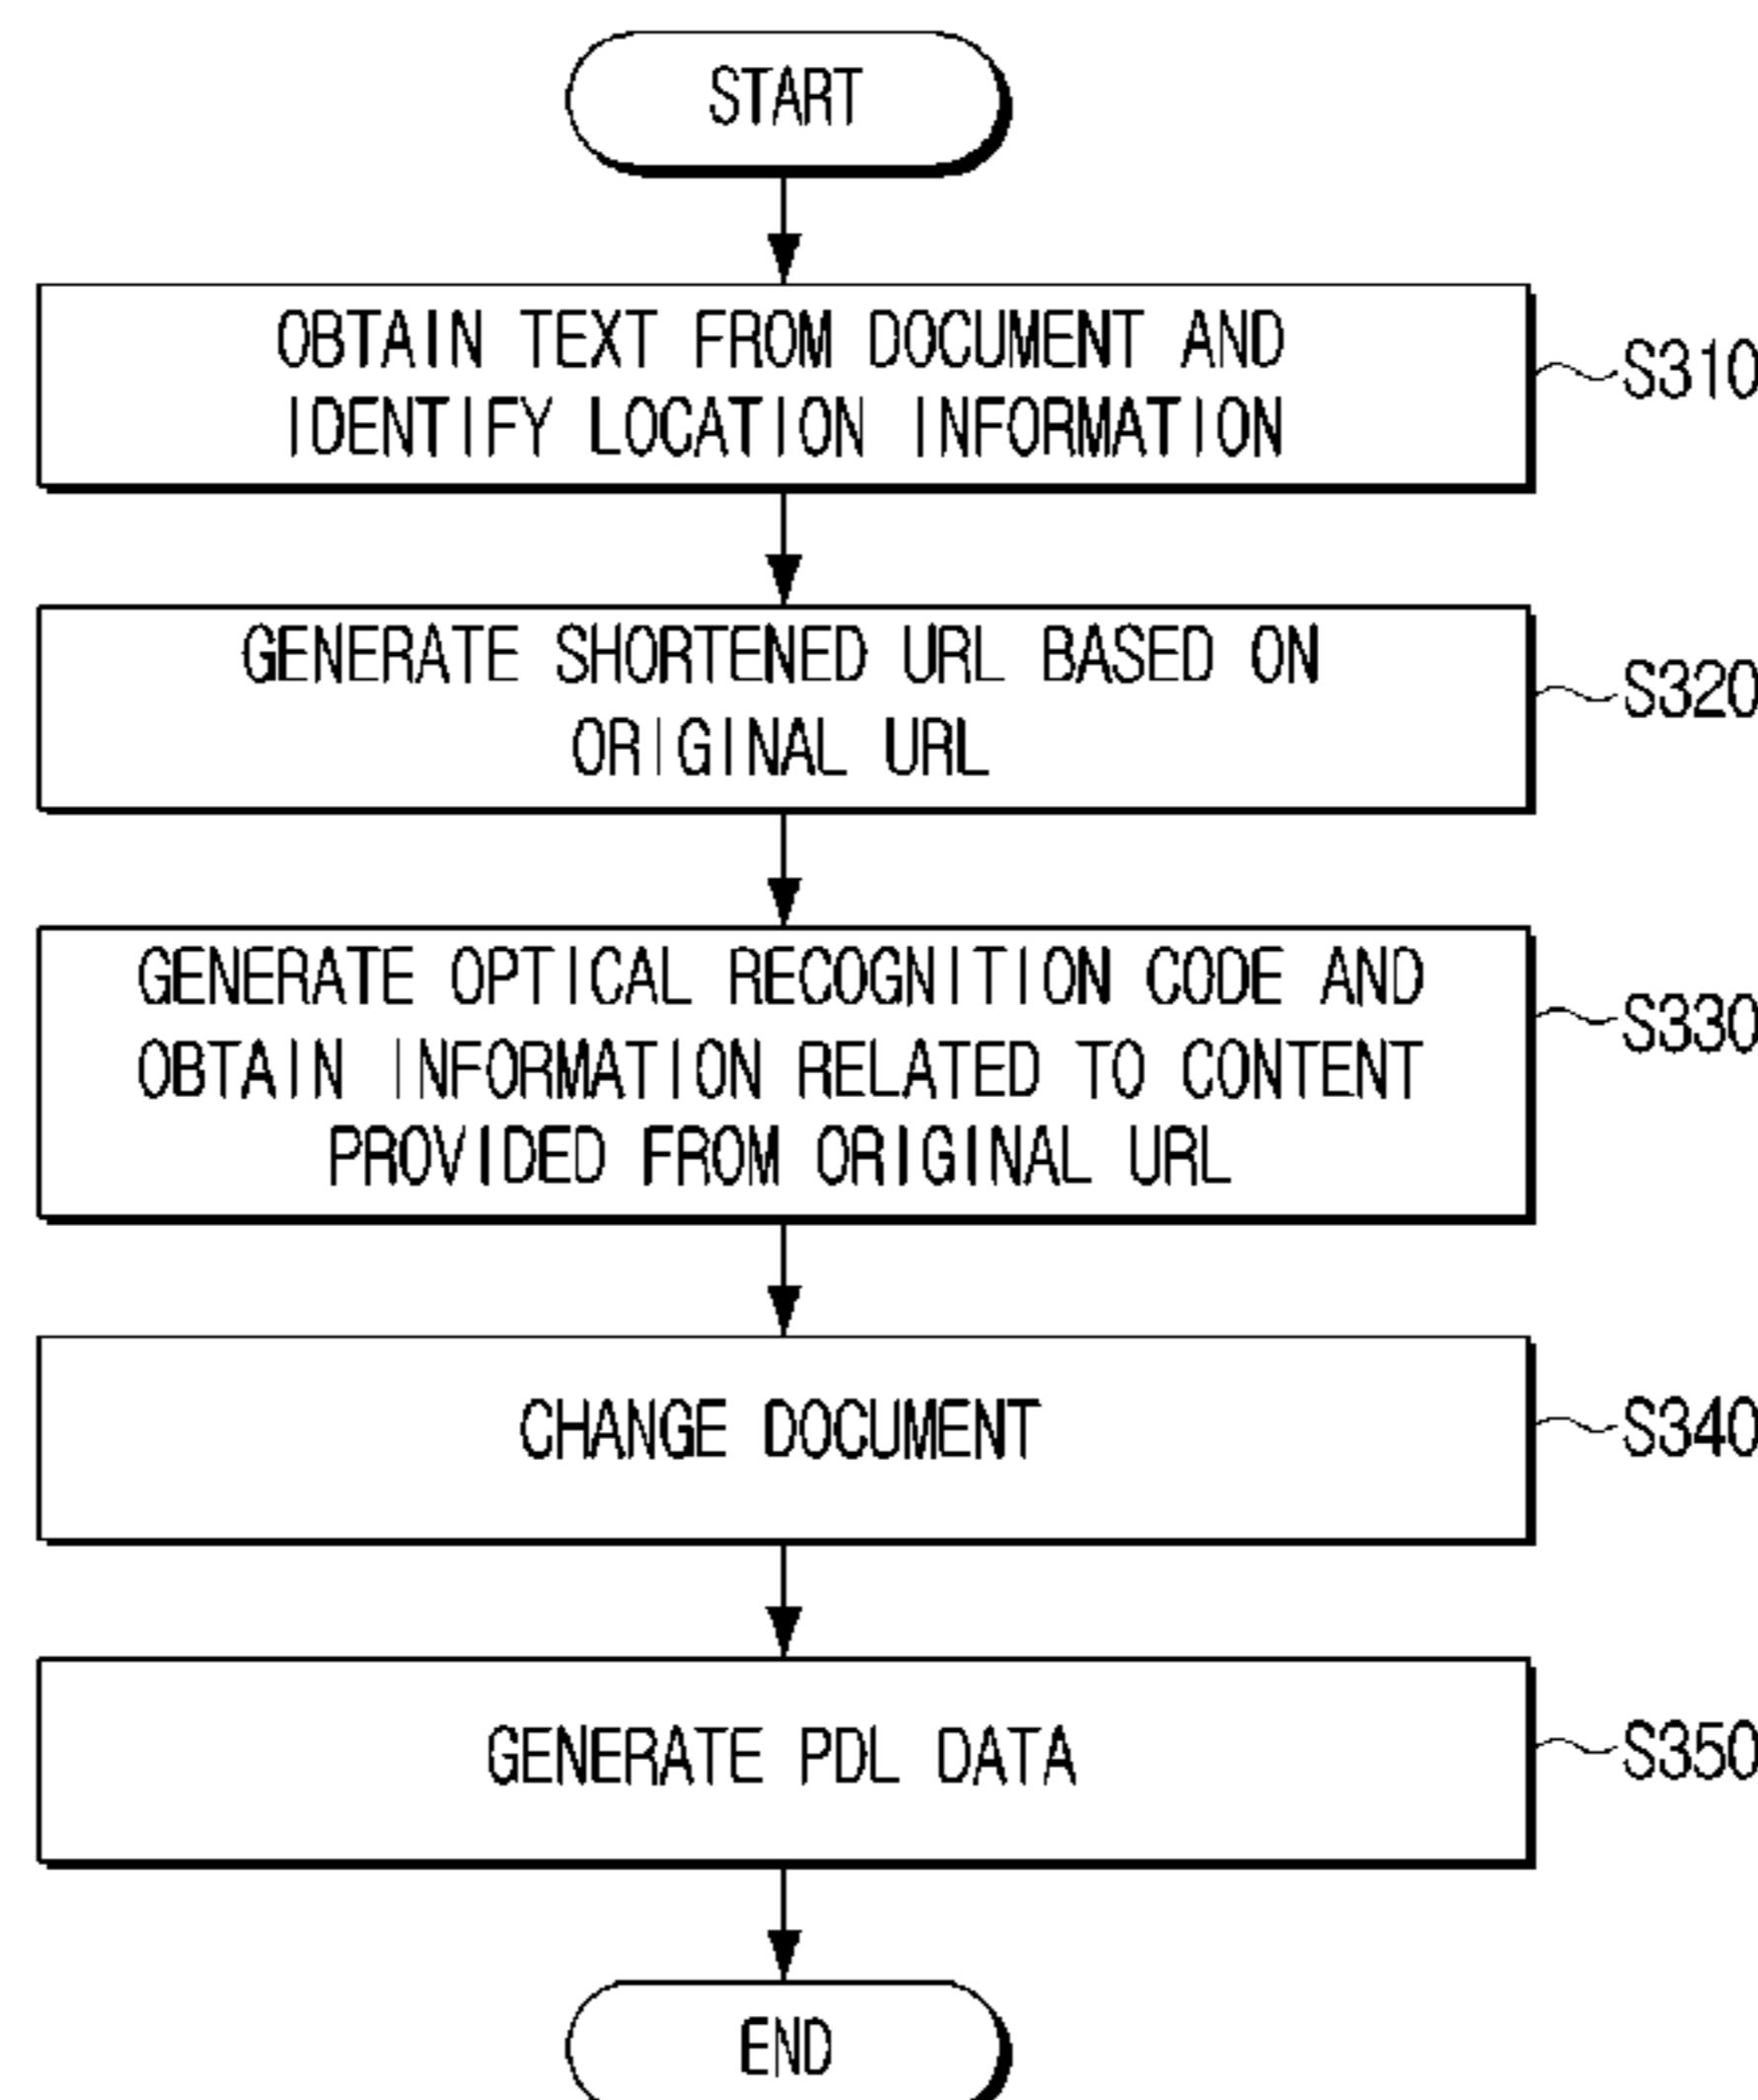 START
OBTAIN TEXT FROM DOCUMENT AND
IDENTIFY LOCATION INFORMATION
S310
GENERATE SHORTENED URL BASED ON
ORIGINAL URL
S320
GENERATE OPTICAL RECOGNITION CODE AND
OBTAIN INFORMATION RELATED TO CONTENT
PROVIDED FROM ORIGINAL URL
S330
CHANGE DOCUMENT
S340
GENERATE PDL DATA
S350
END